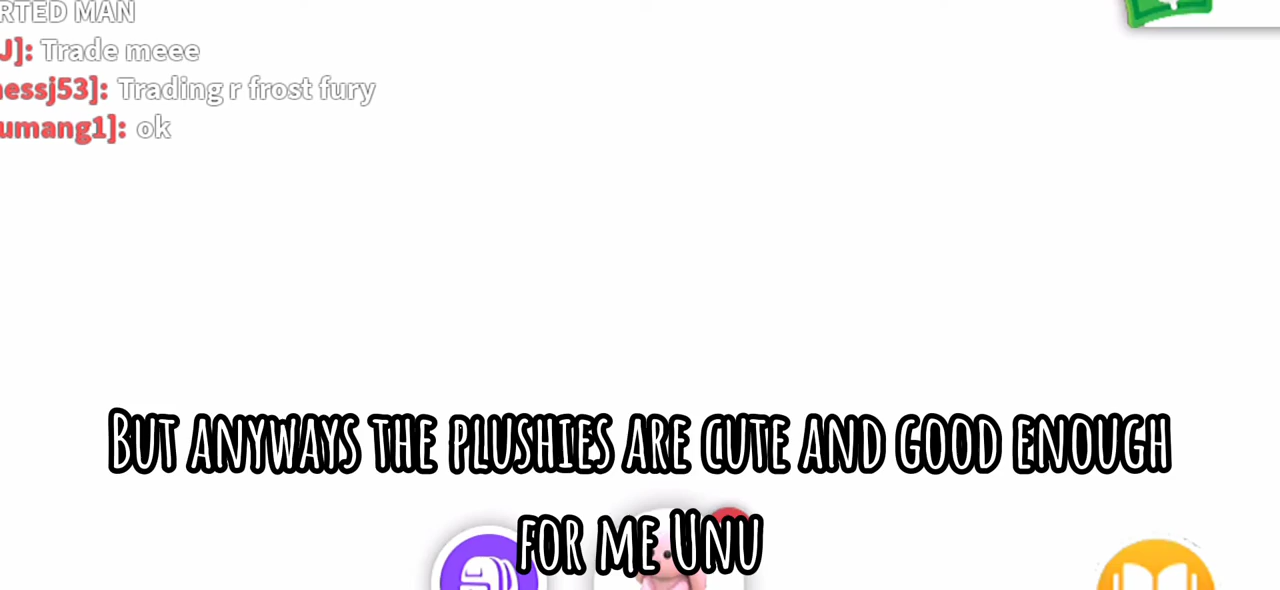 RTED MAN
J]: Trade meee
nessj53]: Trading r frost fury
umang1]: ok
But anyways the plushies are cute and good enough
for me Unu